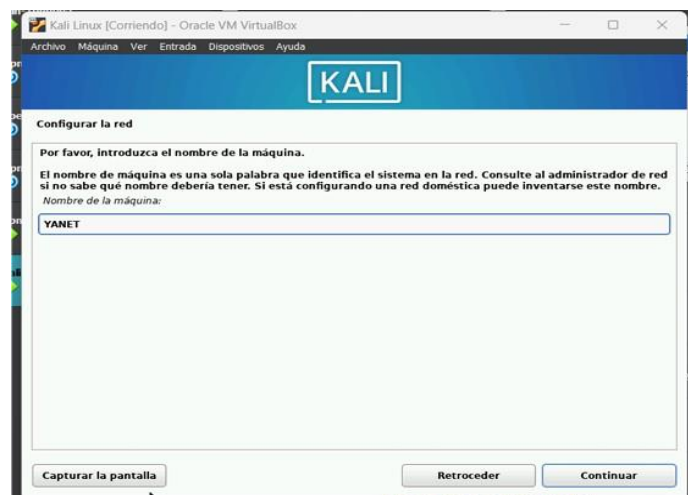 Kali Linux [Corriendo] - Oracle VM VirtualBox
Archivo Máquina Ver Entrada Dispositivos Ayuda
KALI
Configurar la red
Por favor, introduzca el nombre de la máquina.
El nombre de máquina es una sola palabra que identifica el sistema en la red. Consulte al administrador de red
si no sabe qué nombre debería tener. Si está configurando una red doméstica puede inventarse este nombre.
Nombre de la máquina:
YANET
Capturar la pantalla Retroceder Continuar